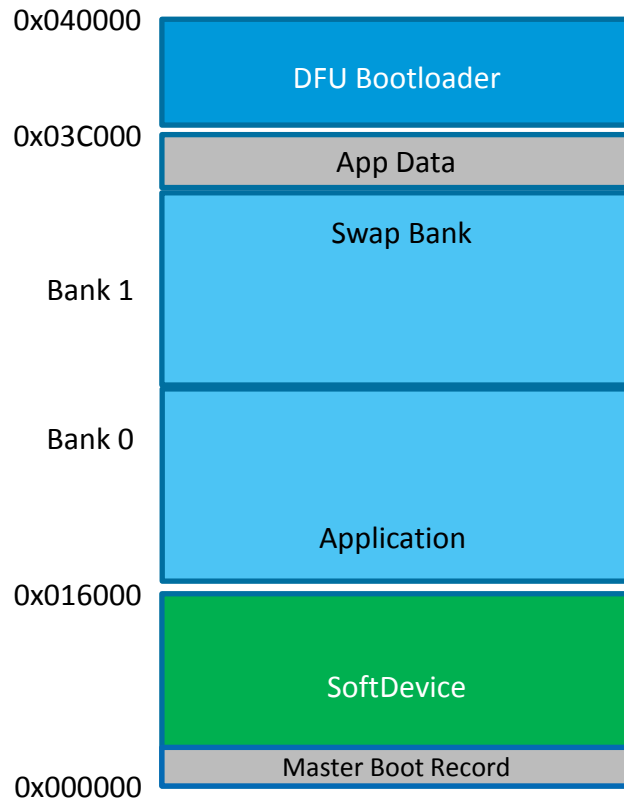 0x040000
DFU Bootloader
0x03C000
App Data
Swap Bank
Bank 1
Bank 0
Application
0x016000
SoftDevice
Master Boot Record
0x000000